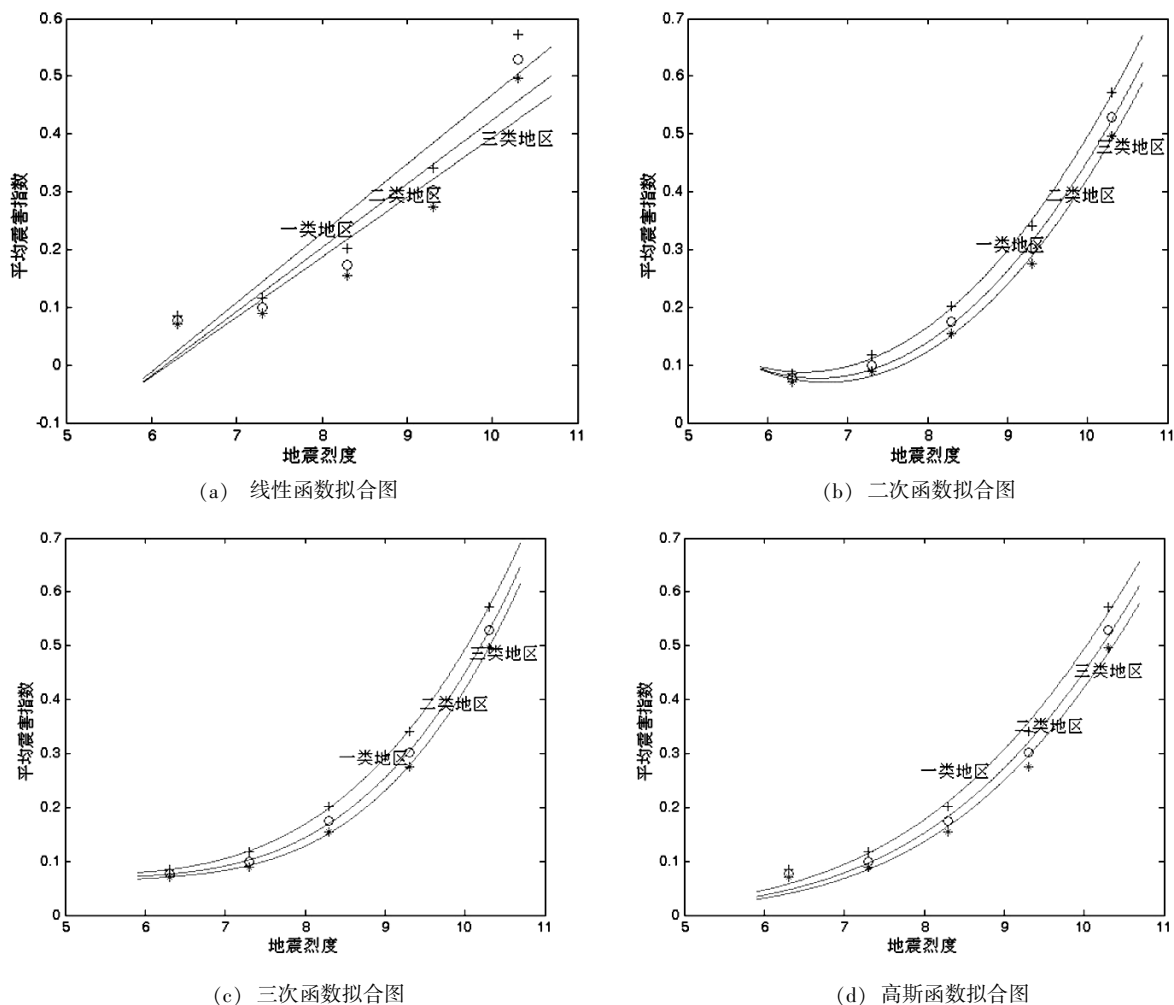 0.6
0.5
0.4
0.3
0.2
0.1
0
-0.1
5 6 7 8 9 10 11
平均震害指数
地震烈度
一类地区
二类地区
三类地区
(a) 线性函数拟合图
0.7
0.6
0.5
0.4
0.3
0.2
0.1
0
5 6 7 8 9 10 11
平均震害指数
地震烈度
一类地区
二类地区
三类地区
(b) 二次函数拟合图
0.7
0.6
0.5
0.4
0.3
0.2
0.1
0
5 6 7 8 9 10 11
平均震害指数
地震烈度
一类地区
二类地区
三类地区
(c) 三次函数拟合图
0.7
0.6
0.5
0.4
0.3
0.2
0.1
0
5 6 7 8 9 10 11
平均震害指数
地震烈度
一类地区
二类地区
三类地区
(d) 高斯函数拟合图